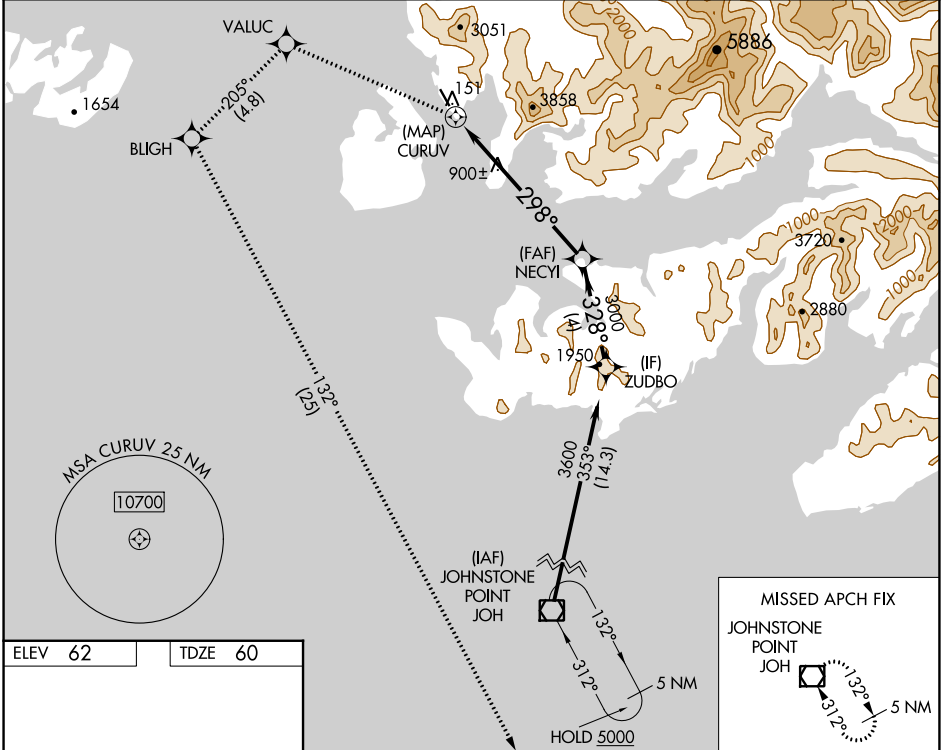 VALUC
3051
5886
2000
1654
205°
(4.8)
151
3858
(MAP)
CURUV
BLIGH
900±
1000
298°
1000
2000
3720
(FAF)
NECYI
1000
2880
328°
(4)
3000
1950
(IF)
ZUDBO
132°
(25)
MSA CURUV 25 NM
10700
3600
353°
(14.3)
(IAF)
JOHNSTONE
POINT
JOH
132°
312°
5 NM
HOLD 5000
MISSED APCH FIX
JOHNSTONE
POINT
JOH
132°
312°
5 NM
ELEV 62
TDZE 60